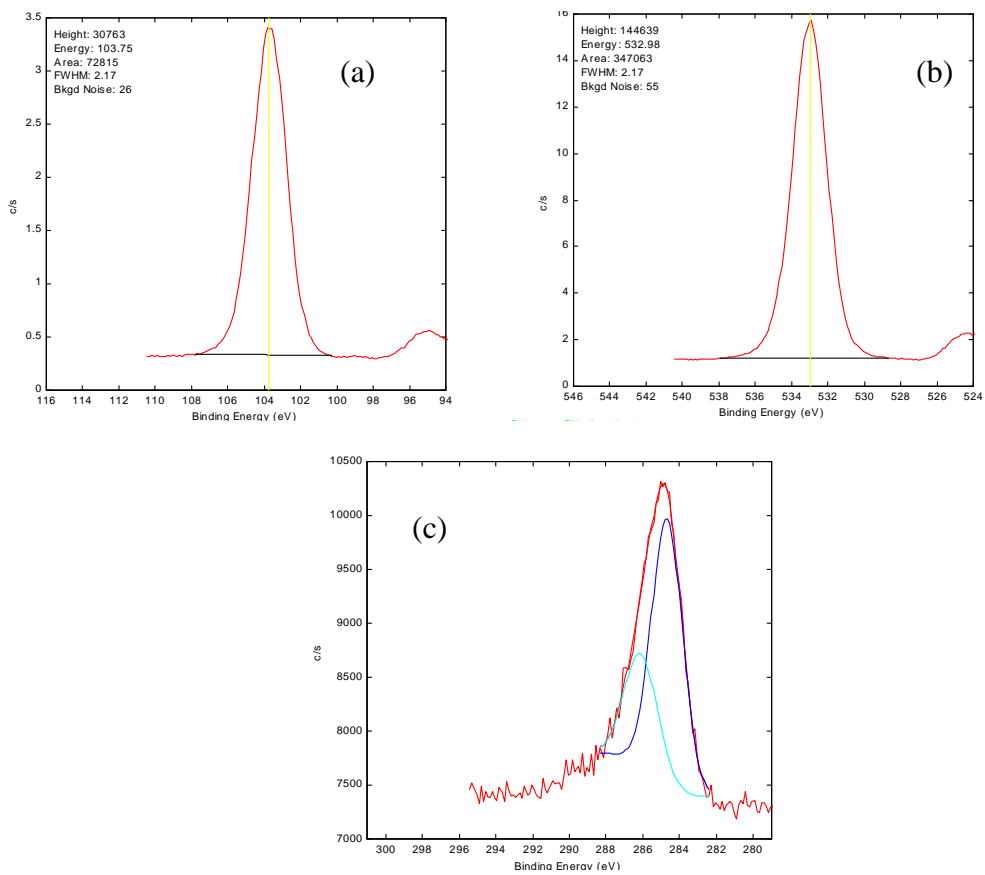 3.5
3
2.5
2
1.5
1
0.5
0
c/s
Height: 30763
Energy: 103.75
Area: 72815
FWHM: 2.17
Bkgd Noise: 26
(a)
116 114 112 110 108 106 104 102 100 98 96 94
Binding Energy (eV)
16
16
14
12
10
8
6
4
2
0
c/s
Height: 144639
Energy: 532.98
Area: 347063
FWHM: 2.17
Bkgd Noise: 55
(b)
546 544 542 540 538 536 534 533 530 528 526 524
Binding Energy (eV)
10500
10000
9500
9000
8500
8000
7500
7000
c/s
(c)
300 298 296 294 292 290 288 286 284 282 280
Binding Energy (eV)